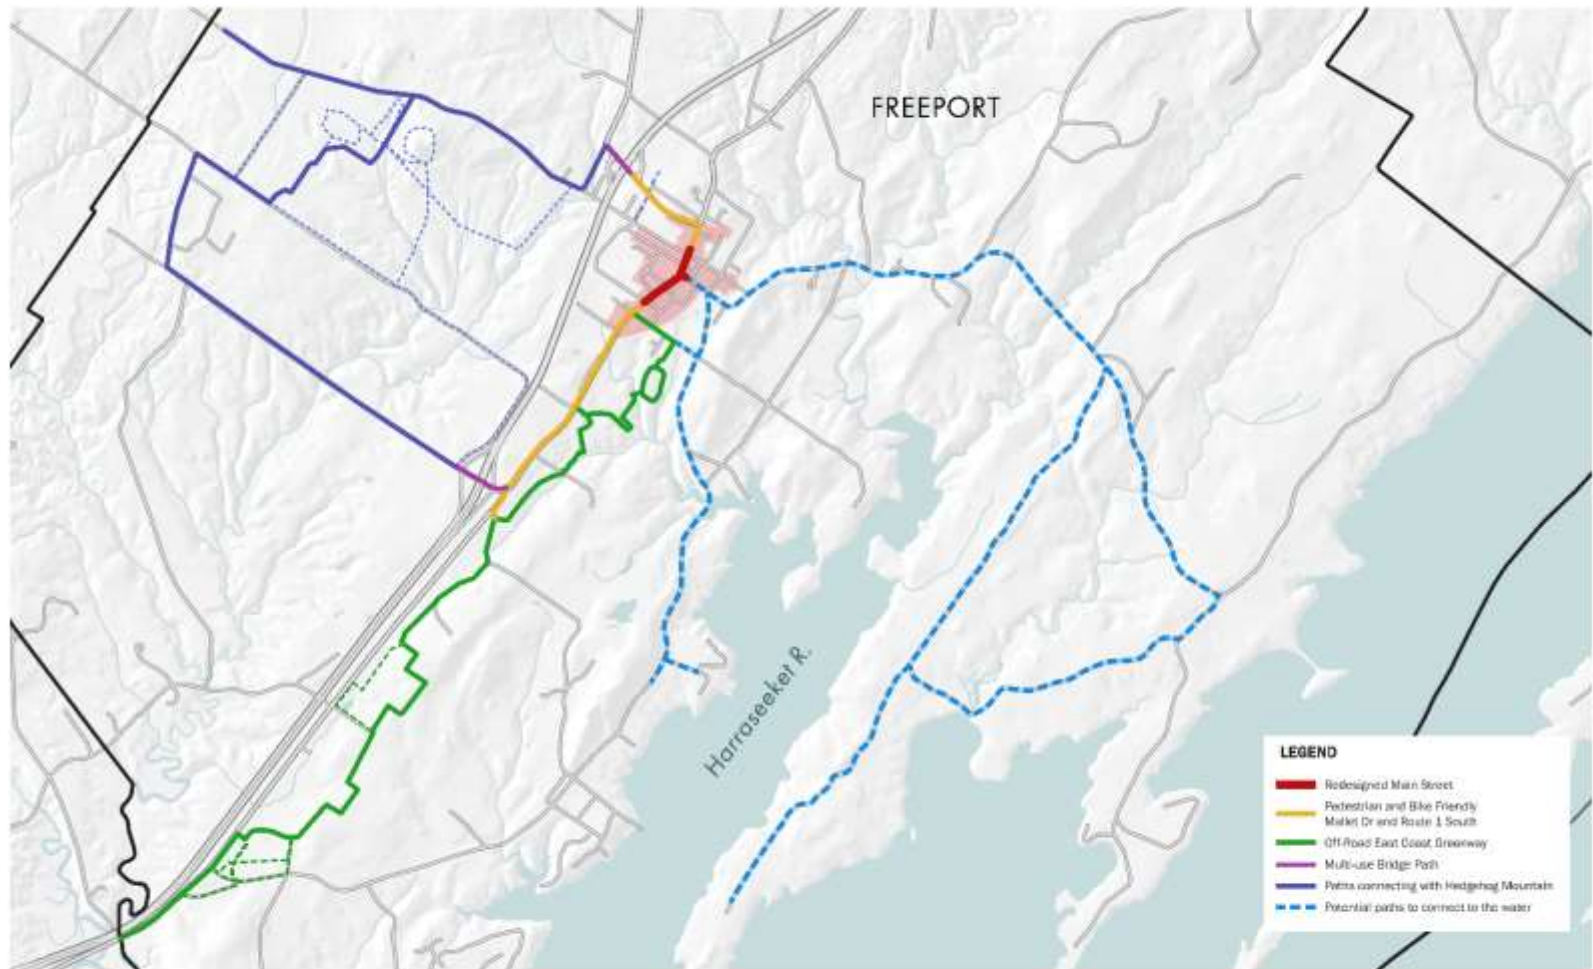 FREEPORT
Harraseeket R.
LEGEND
Redesigned Main Street
Pedestrian and Bike Friendly
Mallet Dr and Route 1 South
Off-Road East Coast Greenway
Multi-use Bridge Path
Paths connecting with Hedgehog Mountain
Potential paths to connect to the water